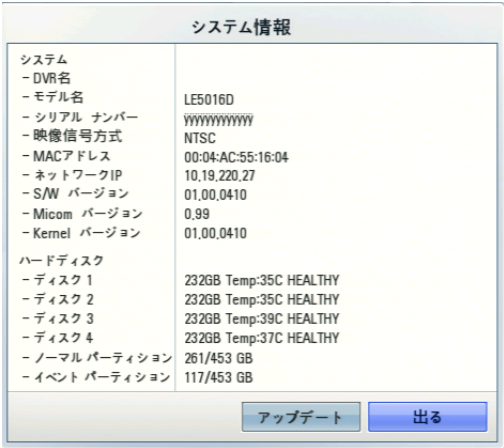 システム情報
システム
- DVR名
- モデル名 LE5016D
- シリアル ナンバー ÿÿÿÿÿÿÿÿÿÿÿÿ
- 映像信号方式 NTSC
- MACアドレス 00:04:AC:55:16:04
- ネットワークIP 10,19,220,27
- S/W バージョン 01,00,0410
- Micom バージョン 0,99
- Kernel バージョン 01,00,0410
ハードディスク
- ディスク 1 232GB Temp:35C HEALTHY
- ディスク 2 232GB Temp:35C HEALTHY
- ディスク 3 232GB Temp:39C HEALTHY
- ディスク 4 232GB Temp:37C HEALTHY
- ノーマル パーティション 261/453 GB
- イベント パーティション 117/453 GB
アップデート 出る